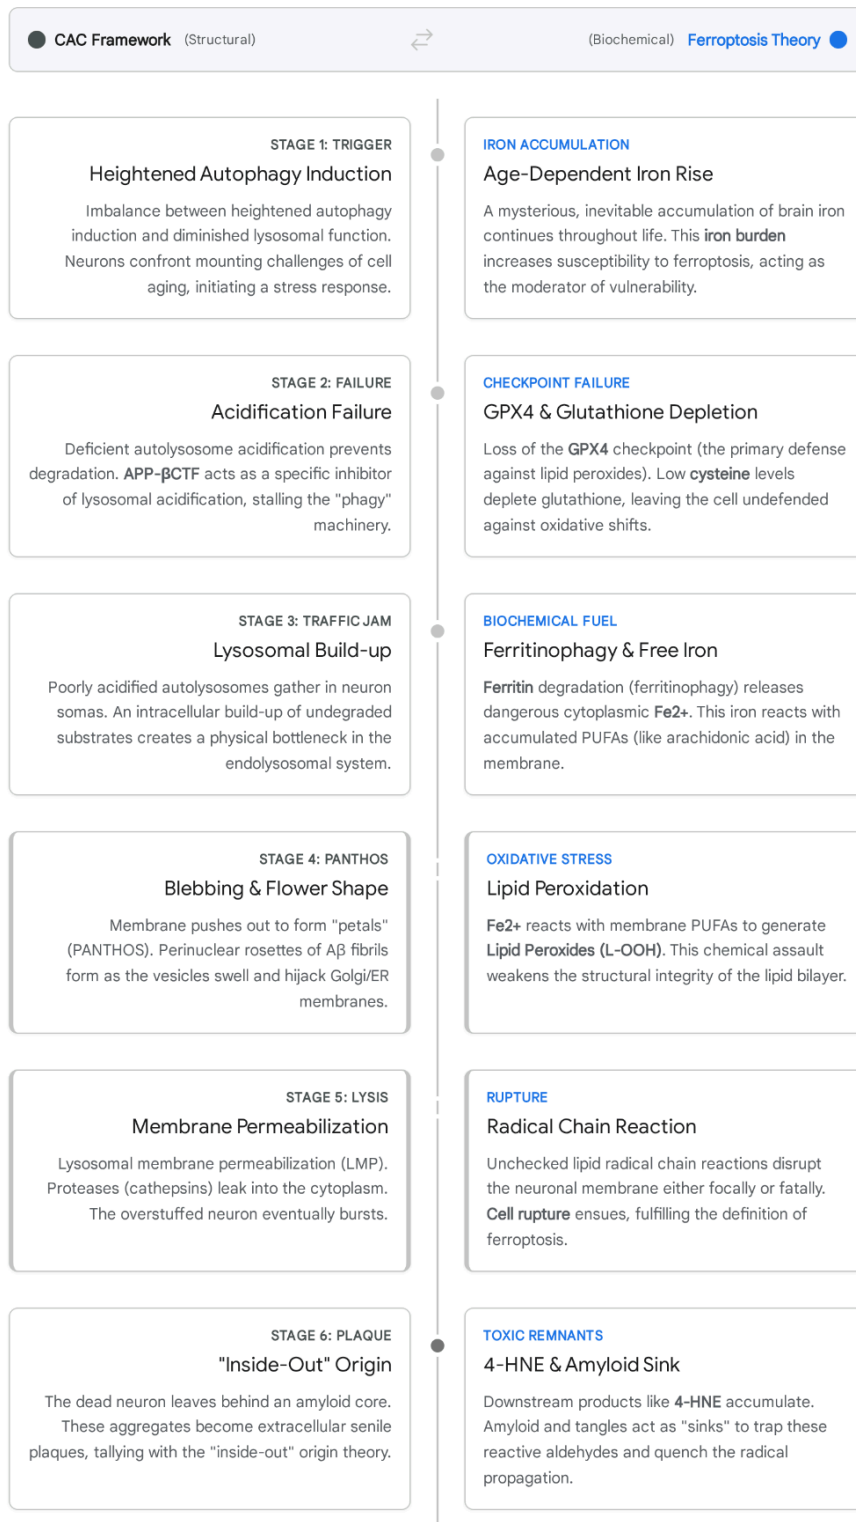 CAC Framework (Structural)
(Biochemical) Ferroptosis Theory
STAGE 1: TRIGGER
Heightened Autophagy Induction
Imbalance between heightened autophagy
induction and diminished lysosomal function.
Neurons confront mounting challenges of cell
aging, initiating a stress response.
IRON ACCUMULATION
Age-Dependent Iron Rise
A mysterious, inevitable accumulation of brain iron
continues throughout life. This iron burden
increases susceptibility to ferroptosis, acting as
the moderator of vulnerability.
STAGE 2: FAILURE
Acidification Failure
Deficient autolysosome acidification prevents
degradation. APP-βCTF acts as a specific inhibitor
of lysosomal acidification, stalling the "phagy"
machinery.
CHECKPOINT FAILURE
GPX4 & Glutathione Depletion
Loss of the GPX4 checkpoint (the primary defense
against lipid peroxides). Low cysteine levels
deplete glutathione, leaving the cell undefended
against oxidative shifts.
STAGE 3: TRAFFIC JAM
Lysosomal Build-up
Poorly acidified autolysosomes gather in neuron
somas. An intracellular build-up of undegraded
substrates creates a physical bottleneck in the
endolysosomal system.
BIOCHEMICAL FUEL
Ferritinophagy & Free Iron
Ferritin degradation (ferritinophagy) releases
dangerous cytoplasmic Fe2+. This iron reacts with
accumulated PUFAs (like arachidonic acid) in the
membrane.
STAGE 4: PANTHOS
Blebbing & Flower Shape
Membrane pushes out to form "petals"
(PANTHOS). Perinuclear rosettes of Aβ fibrils
form as the vesicles swell and hijack Golgi/ER
membranes.
OXIDATIVE STRESS
Lipid Peroxidation
Fe2+ reacts with membrane PUFAs to generate
Lipid Peroxides (L-OOH). This chemical assault
weakens the structural integrity of the lipid bilayer.
STAGE 5: LYSIS
Membrane Permeabilization
Lysosomal membrane permeabilization (LMP).
Proteases (cathepsins) leak into the cytoplasm.
The overstuffed neuron eventually bursts.
RUPTURE
Radical Chain Reaction
Unchecked lipid radical chain reactions disrupt
the neuronal membrane either focally or fatally.
Cell rupture ensues, fulfilling the definition of
ferroptosis.
STAGE 6: PLAQUE
"Inside-Out" Origin
The dead neuron leaves behind an amyloid core.
These aggregates become extracellular senile
plaques, tallying with the "inside-out" origin theory.
TOXIC REMNANTS
4-HNE & Amyloid Sink
Downstream products like 4-HNE accumulate.
Amyloid and tangles act as "sinks" to trap these
reactive aldehydes and quench the radical
propagation.